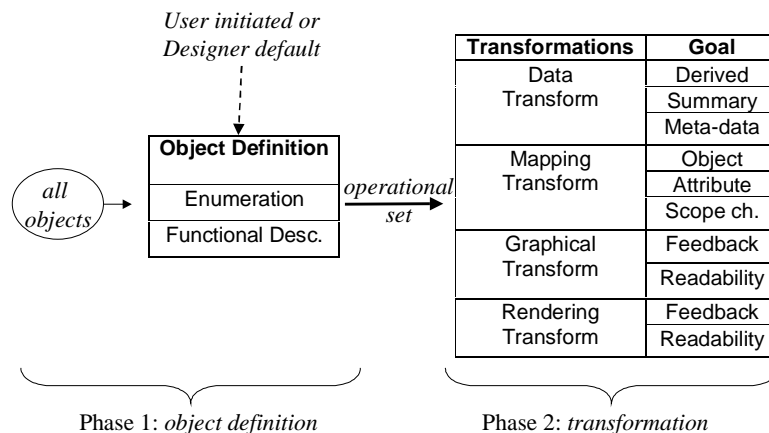 User initiated or
Designer default
all
objects
Object Definition
Enumeration
Functional Desc.
operational
set
Transformations Goal
Data
Transform
Derived
Summary
Meta-data
Mapping
Transform
Object
Attribute
Scope ch.
Graphical
Transform
Feedback
Readability
Rendering
Transform
Feedback
Readability
Phase 1: object definition
Phase 2: transformation